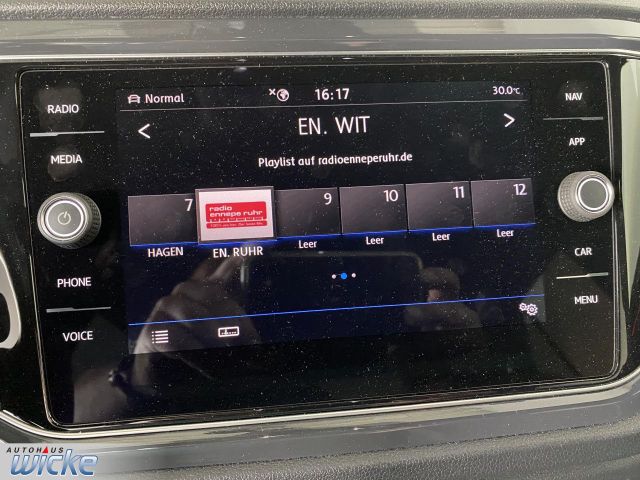 RADIO
MEDIA
PHONE
VOICE
Normal 16:17 30.0°C
< EN. WIT >
Playlist auf radioenneperuhr.de
7 9 10 11 12
radio
ennepe ruhr
HAGEN EN. RUHR Leer Leer Leer Leer
NAV
APP
CAR
MENU
AUTOHAUS
WICKE